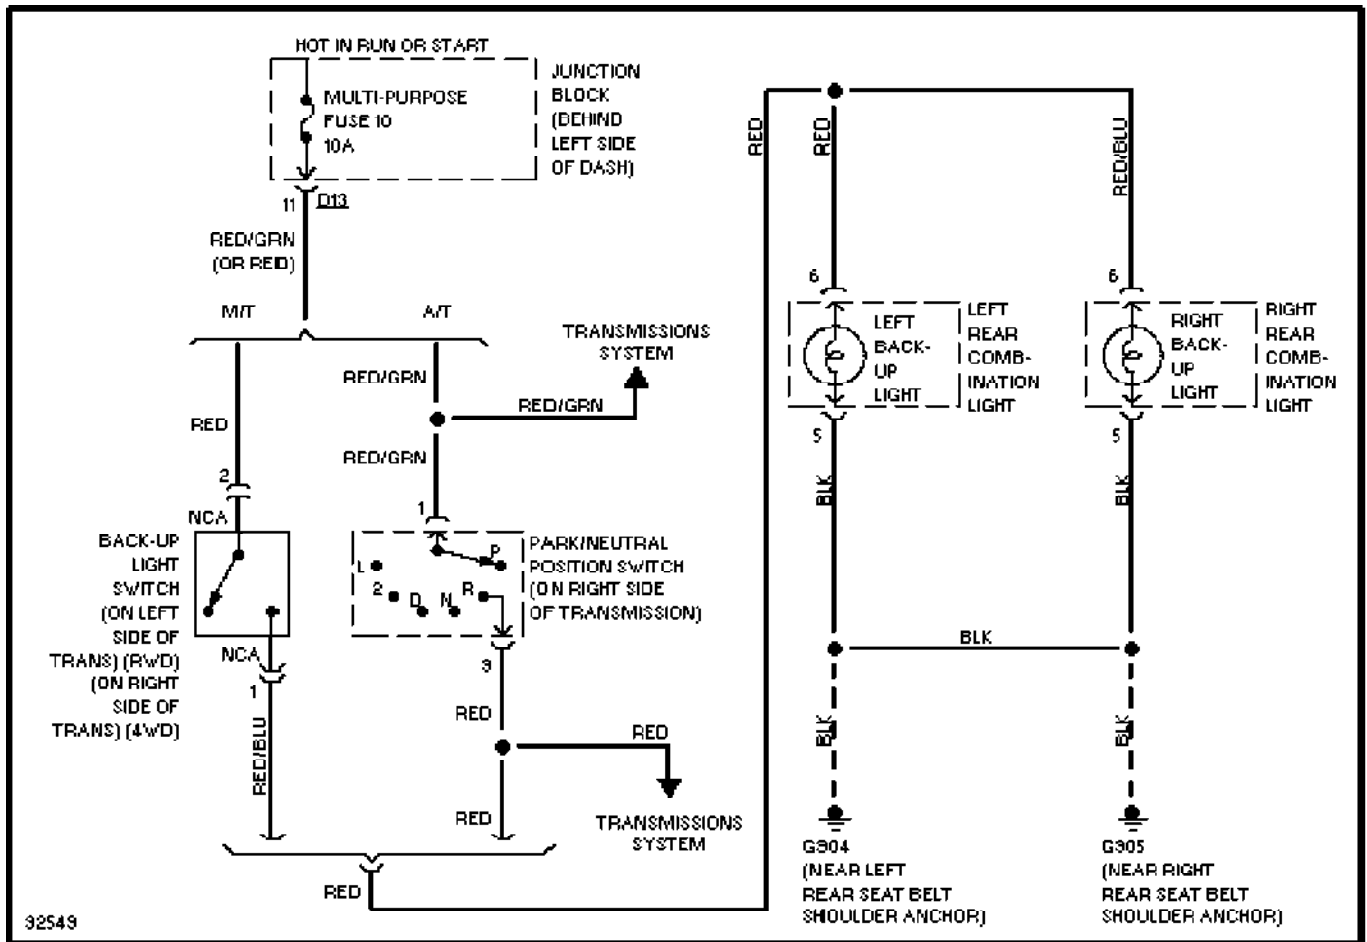 HOT IN RUN OR START
MULTI-PURPOSE
FUSE 10
10A
JUNCTION
BLOCK
(BEHIND
LEFT SIDE
OF DASH)
11
D13
RED/GRN
(OR RED)
M/T
A/T
RED
2
NCA
BACK-UP
LIGHT
SWITCH
(ON LEFT
SIDE OF
TRANS) (RWD)
(ON RIGHT
SIDE OF
TRANS) (4WD)
NCA
1
RED/BLU
RED/GRN
RED/GRN
TRANSMISSIONS
SYSTEM
RED/GRN
1
PARK/NEUTRAL
POSITION SWITCH
(ON RIGHT SIDE
OF TRANSMISSION)
L
2
D
N
R
P
9
RED
RED
TRANSMISSIONS
SYSTEM
RED
RED
RED
RED
RED/BLU
6
LEFT
BACK-
UP
LIGHT
LEFT
REAR
COMB-
INATION
LIGHT
5
6
RIGHT
BACK-
UP
LIGHT
RIGHT
REAR
COMB-
INATION
LIGHT
5
BLK
BLK
BLK
BLK
BLK
G304
(NEAR LEFT
REAR SEAT BELT
SHOULDER ANCHOR)
G305
(NEAR RIGHT
REAR SEAT BELT
SHOULDER ANCHOR)
92549